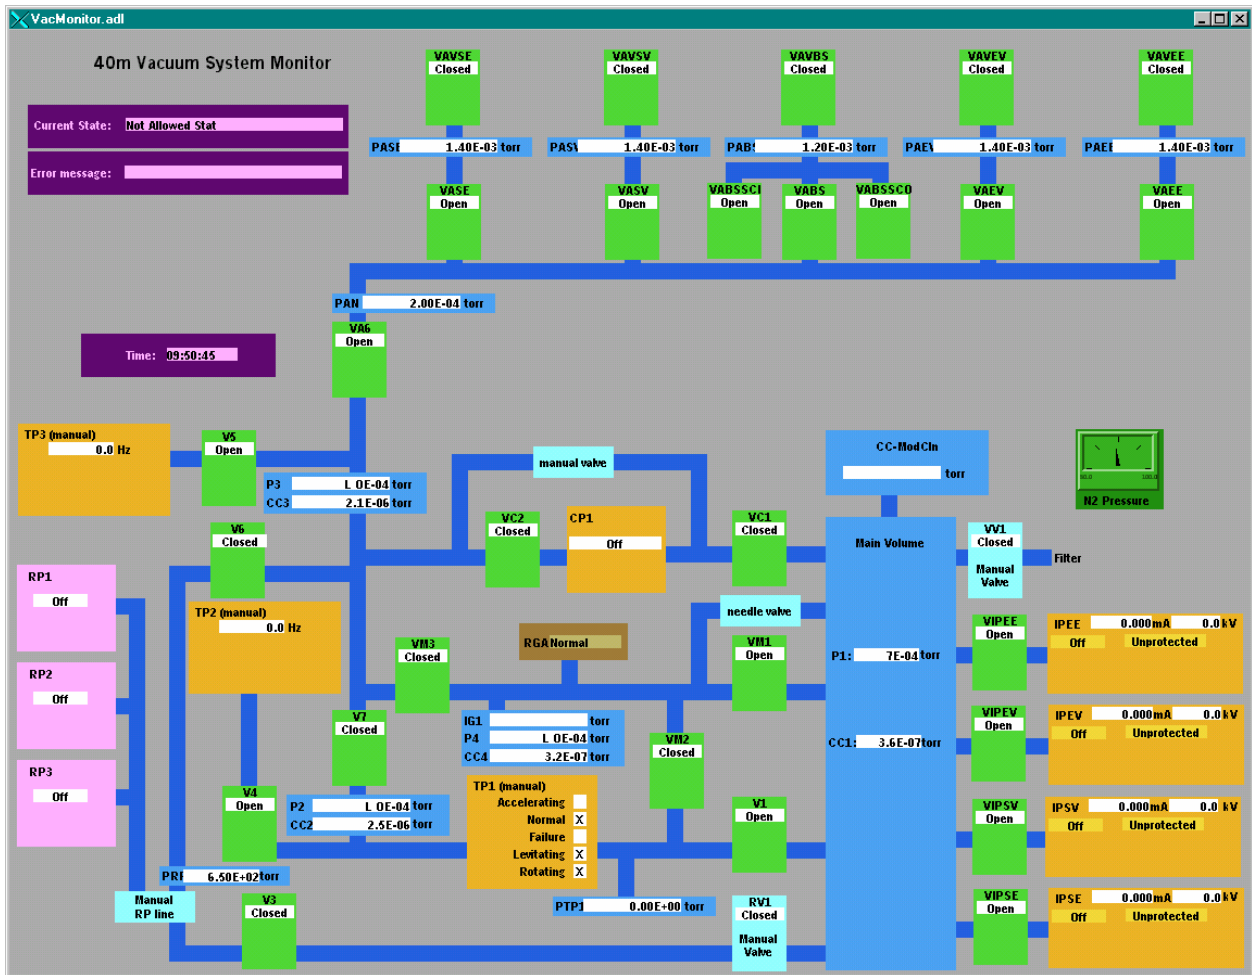 VacMonitor.adl
40m Vacuum System Monitor
Current State: Not Allowed Stat
Error message:
VAVSE
Closed
VAVSV
Closed
VAVBS
Closed
VAVEV
Closed
VAVEE
Closed
PASE 1.40E-03 torr
PASV 1.40E-03 torr
PABS 1.20E-03 torr
PAEV 1.40E-03 torr
PAEE 1.40E-03 torr
VASE
Open
VASV
Open
VABSSCI
Open
VABS
Open
VABSSCO
Open
VAEV
Open
VAEE
Open
PAN 2.00E-04 torr
VA6
Open
Time: 09:50:45
TP3 (manual)
0.0 Hz
V5
Open
P3 L 0E-04 torr
CC3 2.1E-06 torr
manual valve
CC-ModCln
torr
50.0 100.0
N2 Pressure
V6
Closed
VC2
Closed
CP1
Off
VC1
Closed
Main Volume
VV1
Closed
Manual
Valve
Filter
RP1
Off
TP2 (manual)
0.0 Hz
needle valve
VM3
Closed
RGA Normal
VM1
Open
P1: 7E-04 torr
VIPEE
Open
IPEE 0.000 mA 0.0 kV
Off Unprotected
RP2
Off
V7
Closed
IG1 torr
P4 L 0E-04 torr
CC4 3.2E-07 torr
VM2
Closed
CC1: 3.6E-07 torr
VIPEV
Open
IPEV 0.000 mA 0.0 kV
Off Unprotected
RP3
Off
V4
Open
P2 L 0E-04 torr
CC2 2.5E-06 torr
TP1 (manual)
Accelerating
Normal X
Failure
Levitating X
Rotating X
V1
Open
VIPSV
Open
IPSV 0.000 mA 0.0 kV
Off Unprotected
PRP 6.50E+02 torr
Manual
RP line
V3
Closed
PTP1 0.00E+00 torr
RV1
Closed
Manual
Valve
VIPSE
Open
IPSE 0.000 mA 0.0 kV
Off Unprotected